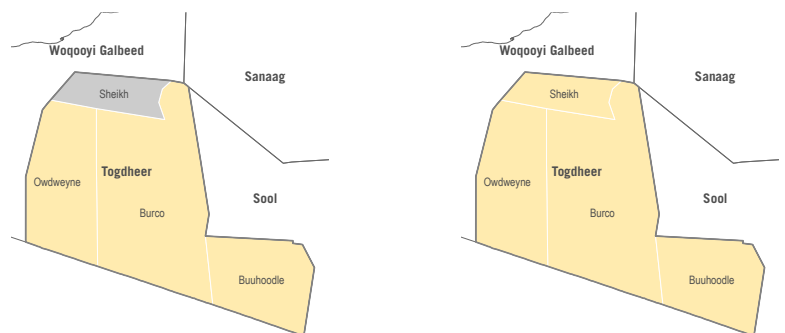 Woqooyi Galbeed
Sanaag
Sheikh
Togdheer
Owdweyne
Sool
Burco
Buuhoodle
Woqooyi Galbeed
Sanaag
Sheikh
Togdheer
Owdweyne
Sool
Burco
Buuhoodle